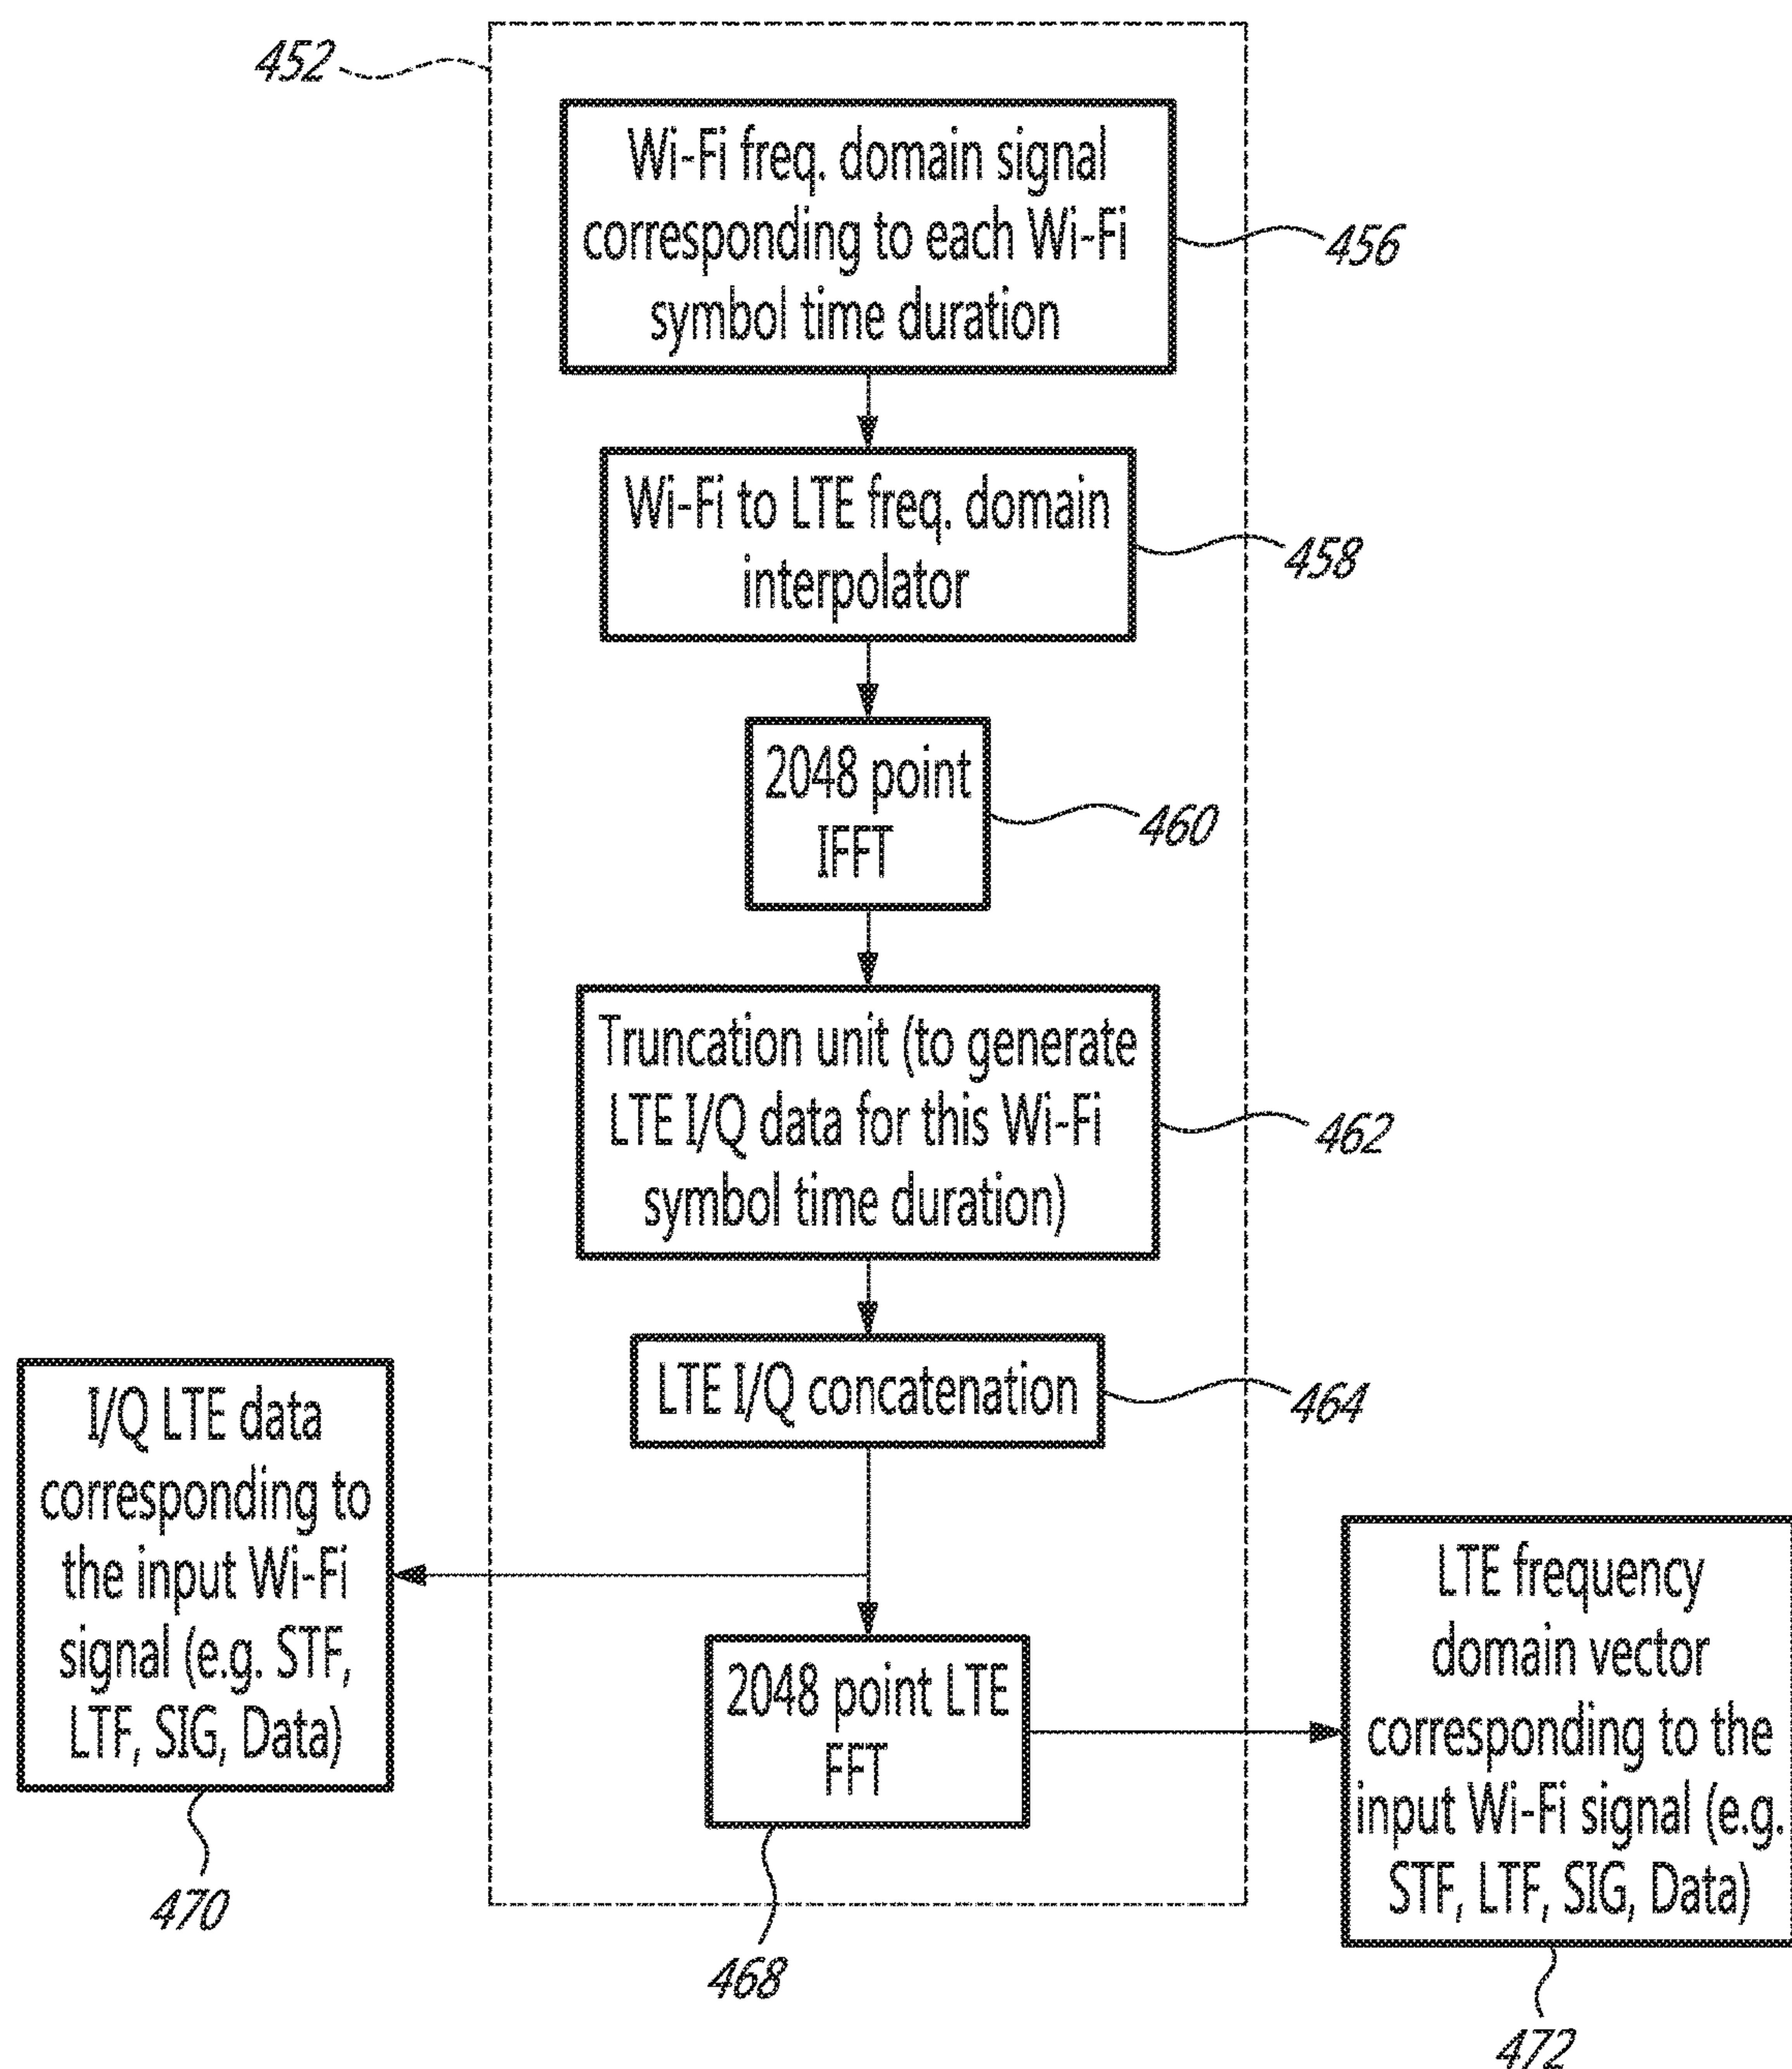 452
Wi-Fi freq. domain signal
corresponding to each Wi-Fi
symbol time duration
456
Wi-Fi to LTE freq. domain
interpolator
458
2048 point
IFFT
460
Truncation unit (to generate
LTE I/Q data for this Wi-Fi
symbol time duration)
462
LTE I/Q concatenation
464
I/Q LTE data
corresponding to
the input Wi-Fi
signal (e.g. STF,
LTF, SIG, Data)
470
2048 point LTE
FFT
468
LTE frequency
domain vector
corresponding to the
input Wi-Fi signal (e.g.
STF, LTF, SIG, Data)
472